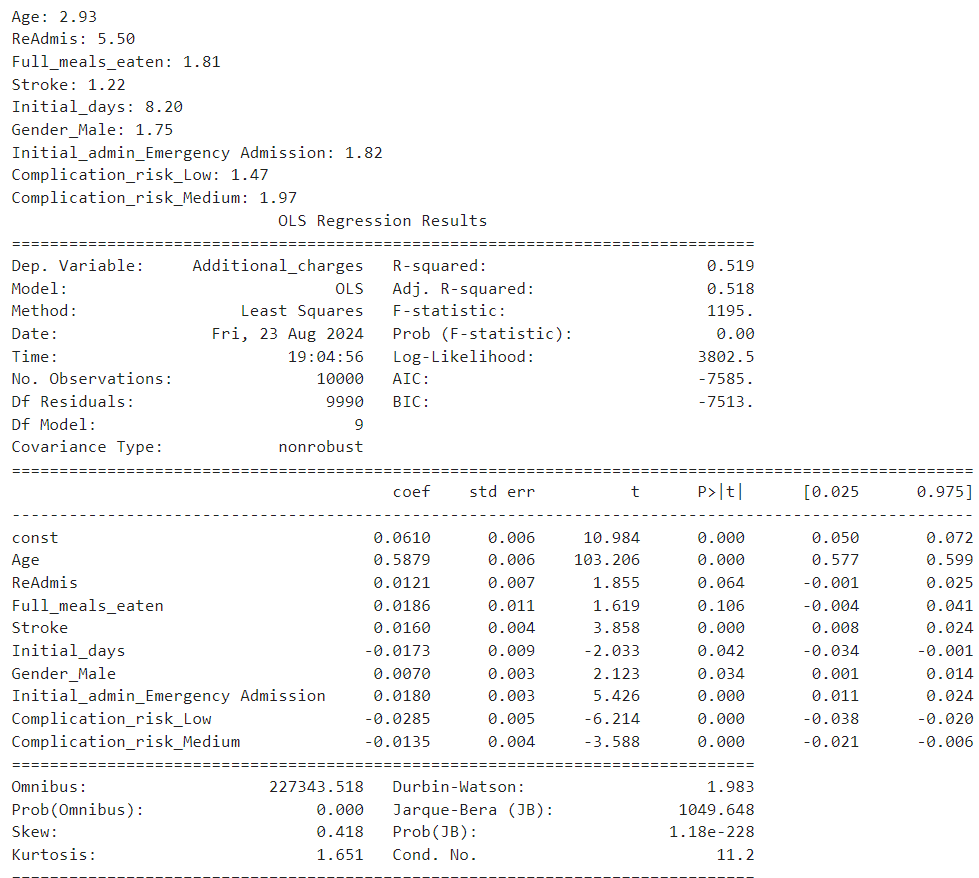 Age: 2.93
ReAdmis: 5.50
Full_meals_eaten: 1.81
Stroke: 1.22
Initial_days: 8.20
Gender_Male: 1.75
Initial_admin_Emergency Admission: 1.82
Complication_risk_Low: 1.47
Complication_risk_Medium: 1.97
OLS Regression Results
==============================================================================
Dep. Variable:     Additional_charges   R-squared:                       0.519
Model:                            OLS   Adj. R-squared:                  0.518
Method:                 Least Squares   F-statistic:                     1195.
Date:                Fri, 23 Aug 2024   Prob (F-statistic):               0.00
Time:                        19:04:56   Log-Likelihood:                 3802.5
No. Observations:               10000   AIC:                            -7585.
Df Residuals:                    9990   BIC:                            -7513.
Df Model:                           9
Covariance Type:            nonrobust
=====================================================================================================
                                        coef    std err          t      P>|t|      [0.025      0.975]
-----------------------------------------------------------------------------------------------------
const                                 0.0610      0.006     10.984      0.000       0.050       0.072
Age                                   0.5879      0.006    103.206      0.000       0.577       0.599
ReAdmis                               0.0121      0.007      1.855      0.064      -0.001       0.025
Full_meals_eaten                      0.0186      0.011      1.619      0.106      -0.004       0.041
Stroke                                0.0160      0.004      3.858      0.000       0.008       0.024
Initial_days                         -0.0173      0.009     -2.033      0.042      -0.034      -0.001
Gender_Male                           0.0070      0.003      2.123      0.034       0.001       0.014
Initial_admin_Emergency Admission     0.0180      0.003      5.426      0.000       0.011       0.024
Complication_risk_Low                -0.0285      0.005     -6.214      0.000      -0.038      -0.020
Complication_risk_Medium             -0.0135      0.004     -3.588      0.000      -0.021      -0.006
==============================================================================
Omnibus:                   227343.518   Durbin-Watson:                   1.983
Prob(Omnibus):                  0.000   Jarque-Bera (JB):             1049.648
Skew:                           0.418   Prob(JB):                    1.18e-228
Kurtosis:                       1.651   Cond. No.                         11.2
------------------------------------------------------------------------------